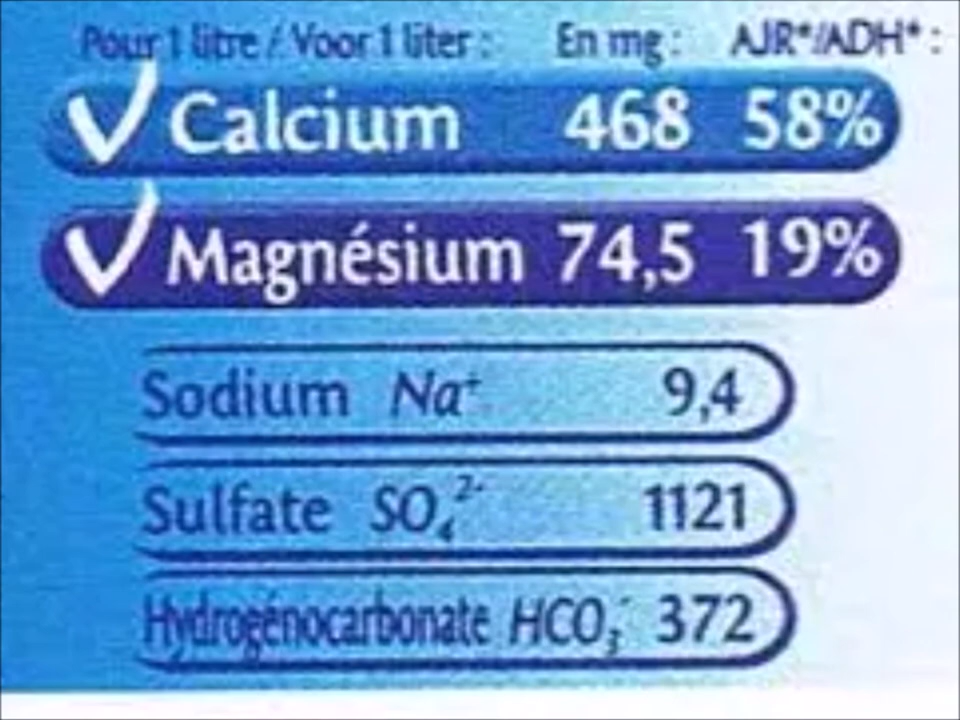 Pour 1 litre / Voor 1 liter : En mg : AJR*/ADH* :
Calcium 468 58%
Magnésium 74,5 19%
Sodium Na⁺ 9,4
Sulfate SO₄²⁻ 1121
Hydrogénocarbonate HCO₃⁻ 372